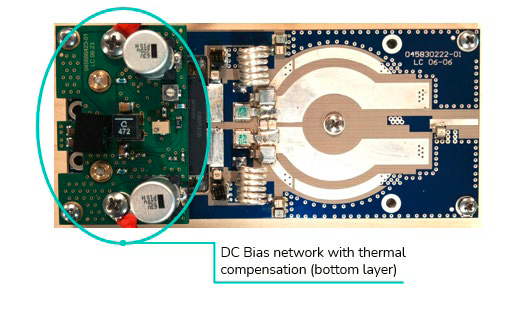 045830222-01
LC 06-06
G
472
DC Bias network with thermal
compensation (bottom layer)